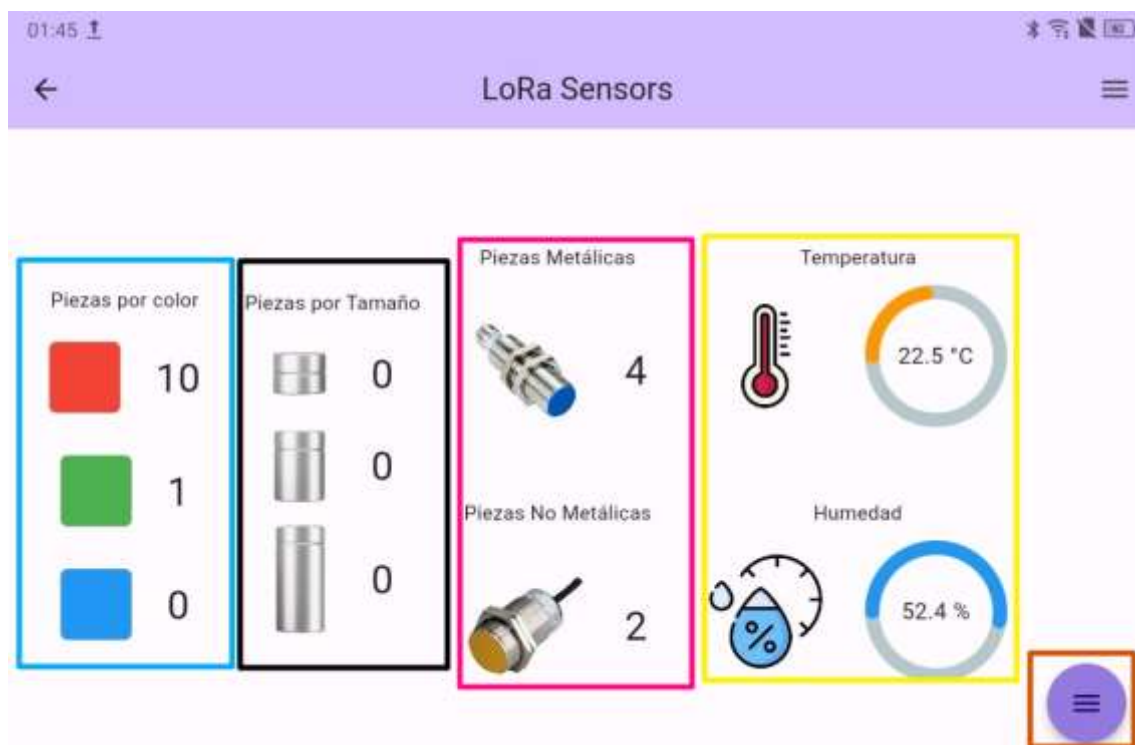 01:45
LoRa Sensors
Piezas por color
10
1
0
Piezas por Tamaño
0
0
0
Piezas Metálicas
4
Piezas No Metálicas
2
Temperatura
22.5 °C
Humedad
%
52.4 %